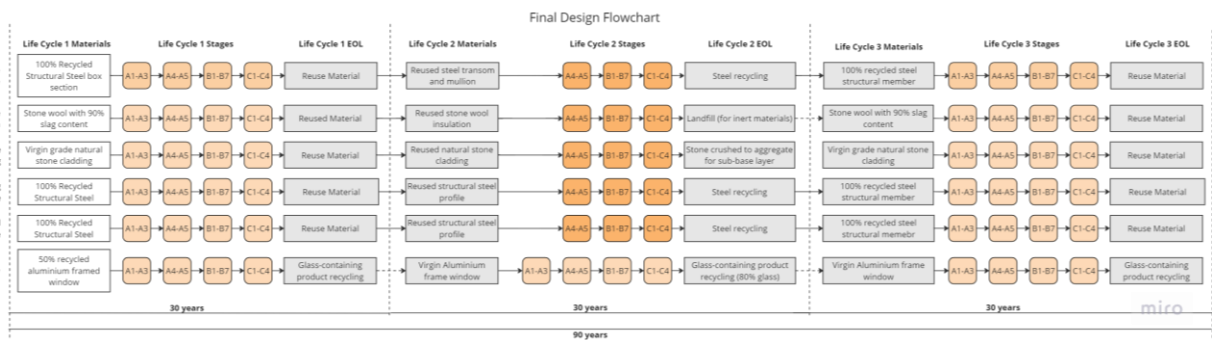 Final Design Flowchart
Life Cycle 1 Materials
Life Cycle 1 Stages
Life Cycle 1 EOL
Life Cycle 2 Materials
Life Cycle 2 Stages
Life Cycle 2 EOL
Life Cycle 3 Materials
Life Cycle 3 Stages
Life Cycle 3 EOL
100% Recycled
Structural Steel box
section
A1-A3
A4-A5
B1-B7
C1-C4
Reuse Material
Reused steel transom
and mullion
A4-A5
B1-B7
C1-C4
Steel recycling
100% recycled steel
structural member
A1-A3
A4-A5
B1-B7
C1-C4
Reuse Material
Stone wool with 90%
slag content
A1-A3
A4-A5
B1-B7
C1-C4
Reused Material
Reused stone wool
insulation
A4-A5
B1-B7
C1-C4
Landfill (for inert materials)
Stone wool with 90% slag
content
A1-A3
A4-A5
B1-B7
C1-C4
Reuse Material
Virgin grade natural
stone cladding
A1-A3
A4-A5
B1-B7
C1-C4
Reuse Material
Reused natural stone
cladding
A4-A5
B1-B7
C1-C4
Stone crushed to aggregate
for sub-base layer
Virgin grade natural stone
cladding
A1-A3
A4-A5
B1-B7
C1-C4
Reuse Material
100% Recycled
Structural Steel
A1-A3
A4-A5
B1-B7
C1-C4
Reuse Material
Reused structural steel
profile
A4-A5
B1-B7
C1-C4
Steel recycling
100% recycled steel
structural member
A1-A3
A4-A5
B1-B7
C1-C4
Reuse Material
100% Recycled
Structural Steel
A1-A3
A4-A5
B1-B7
C1-C4
Reuse Material
Reused structural steel
profile
A4-A5
B1-B7
C1-C4
Steel recycling
100% recycled steel
structural memebr
A1-A3
A4-A5
B1-B7
C1-C4
Reuse Material
50% recycled
aluminium framed
window
A1-A3
A4-A5
B1-B7
C1-C4
Glass-containing
product recycling
Virgin Aluminium
frame window
A1-A3
A4-A5
B1-B7
C1-C4
Glass-containing product
recycling (80% glass)
Virgin Aluminium frame
window
A1-A3
A4-A5
B1-B7
C1-C4
Glass-containing
product recycling
30 years
30 years
30 years
miro
90 years